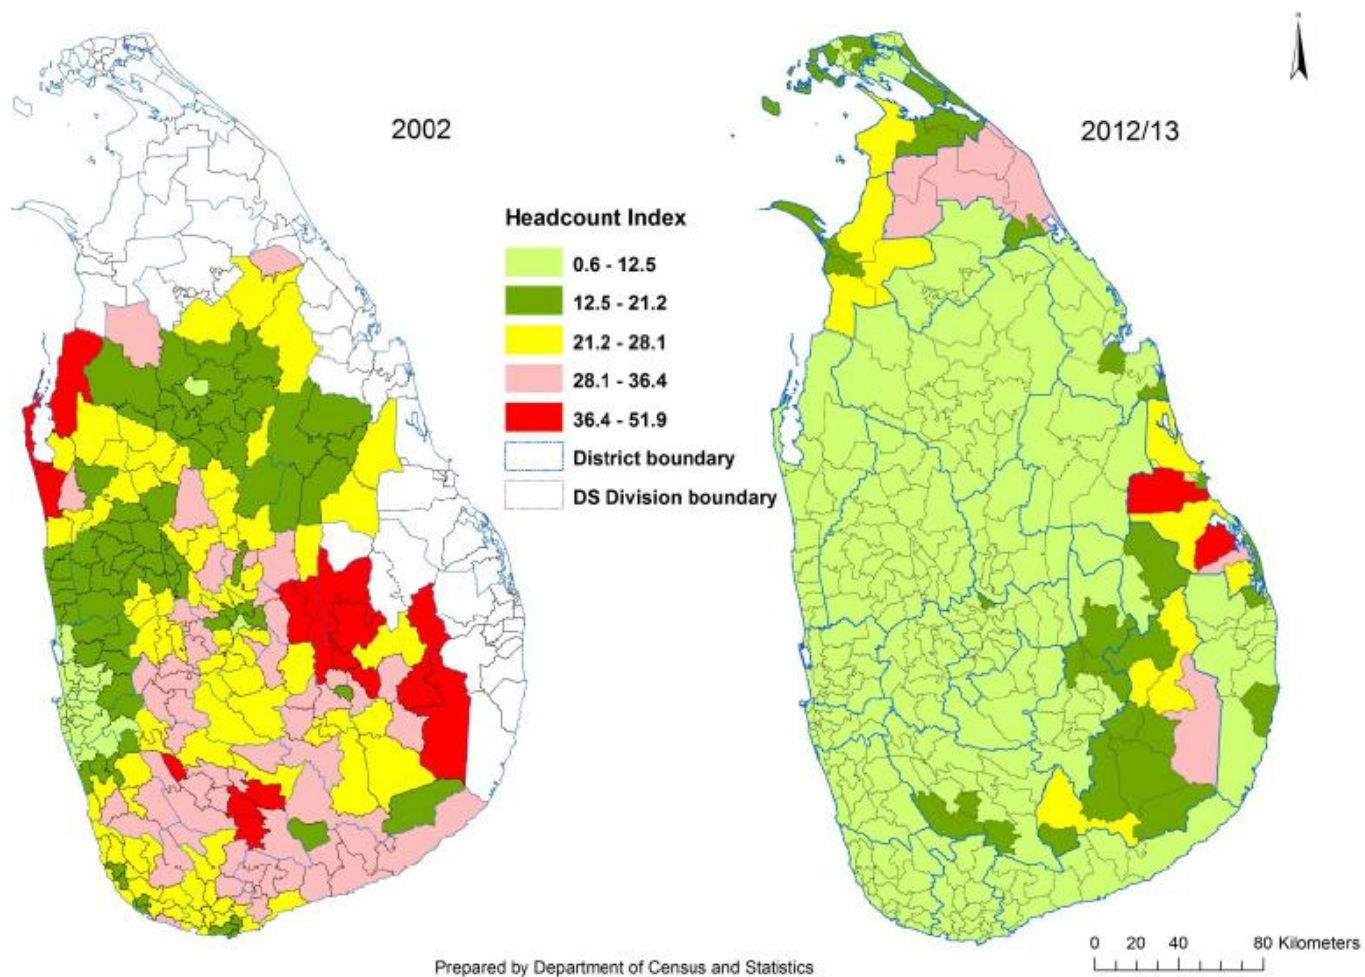 2002
2012/13
Headcount Index
0.6 - 12.5
12.5 - 21.2
21.2 - 28.1
28.1 - 36.4
36.4 - 51.9
District boundary
DS Division boundary
0 20 40 80 Kilometers
Prepared by Department of Census and Statistics